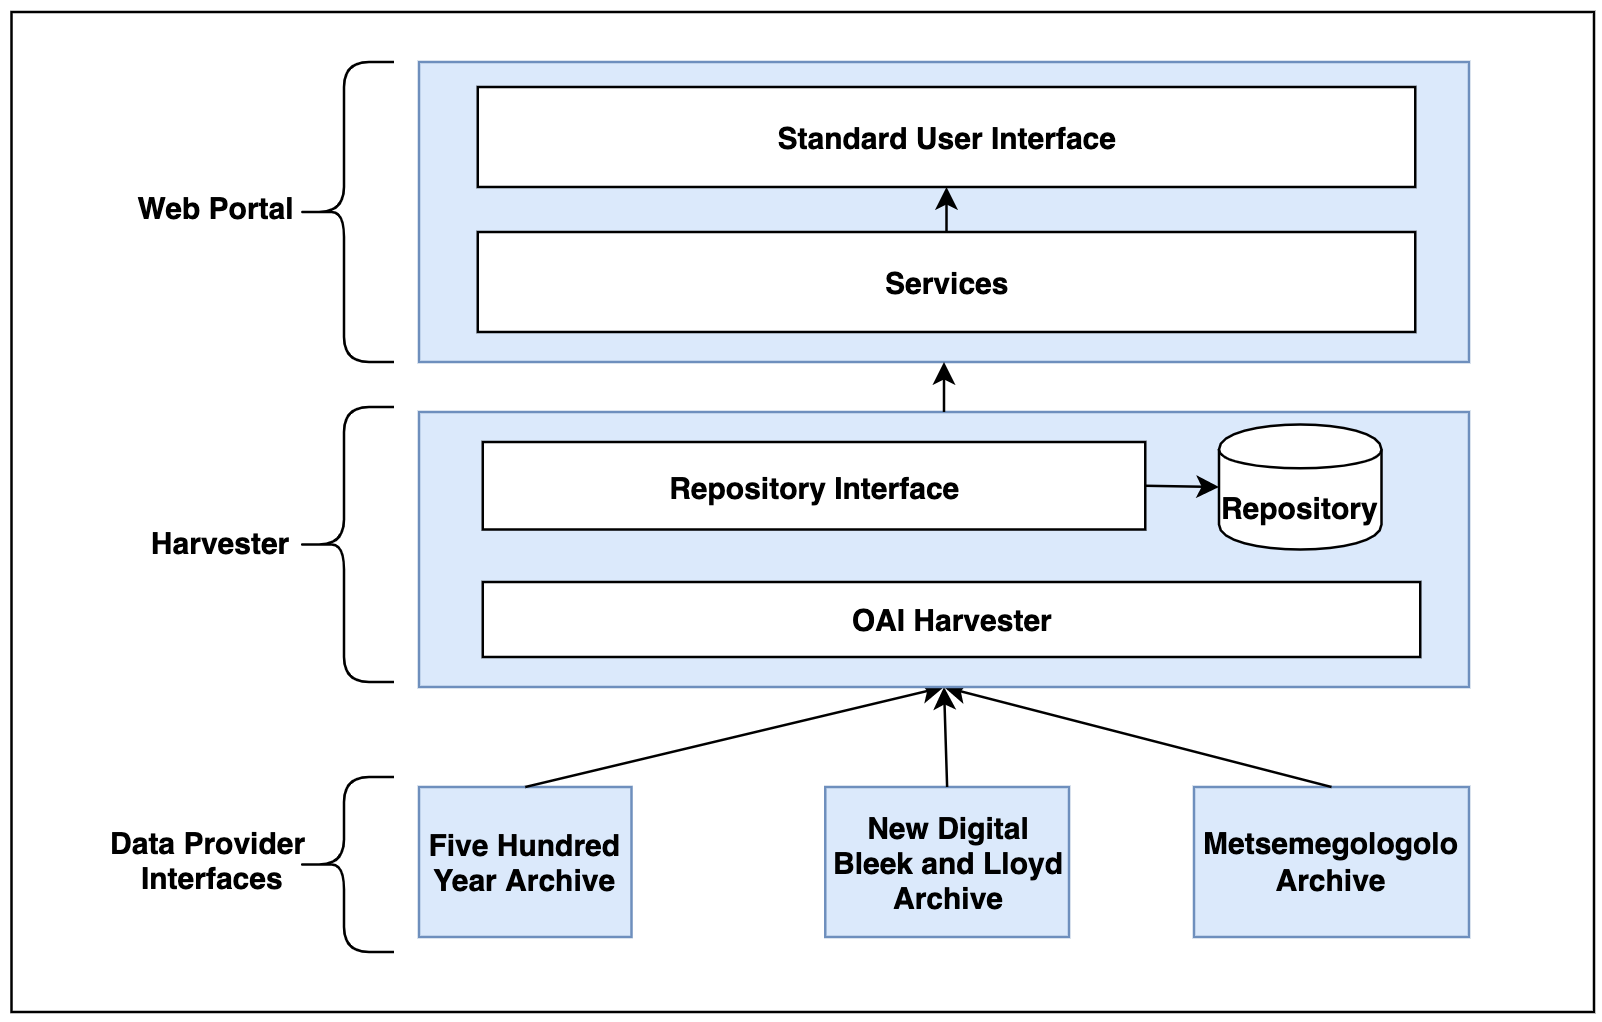 Standard User Interface
Web Portal
Services
Repository Interface
Repository
Harvester
OAI Harvester
Data Provider
Interfaces
Five Hundred
Year Archive
New Digital
Bleek and Lloyd
Archive
Metsemegologolo
Archive